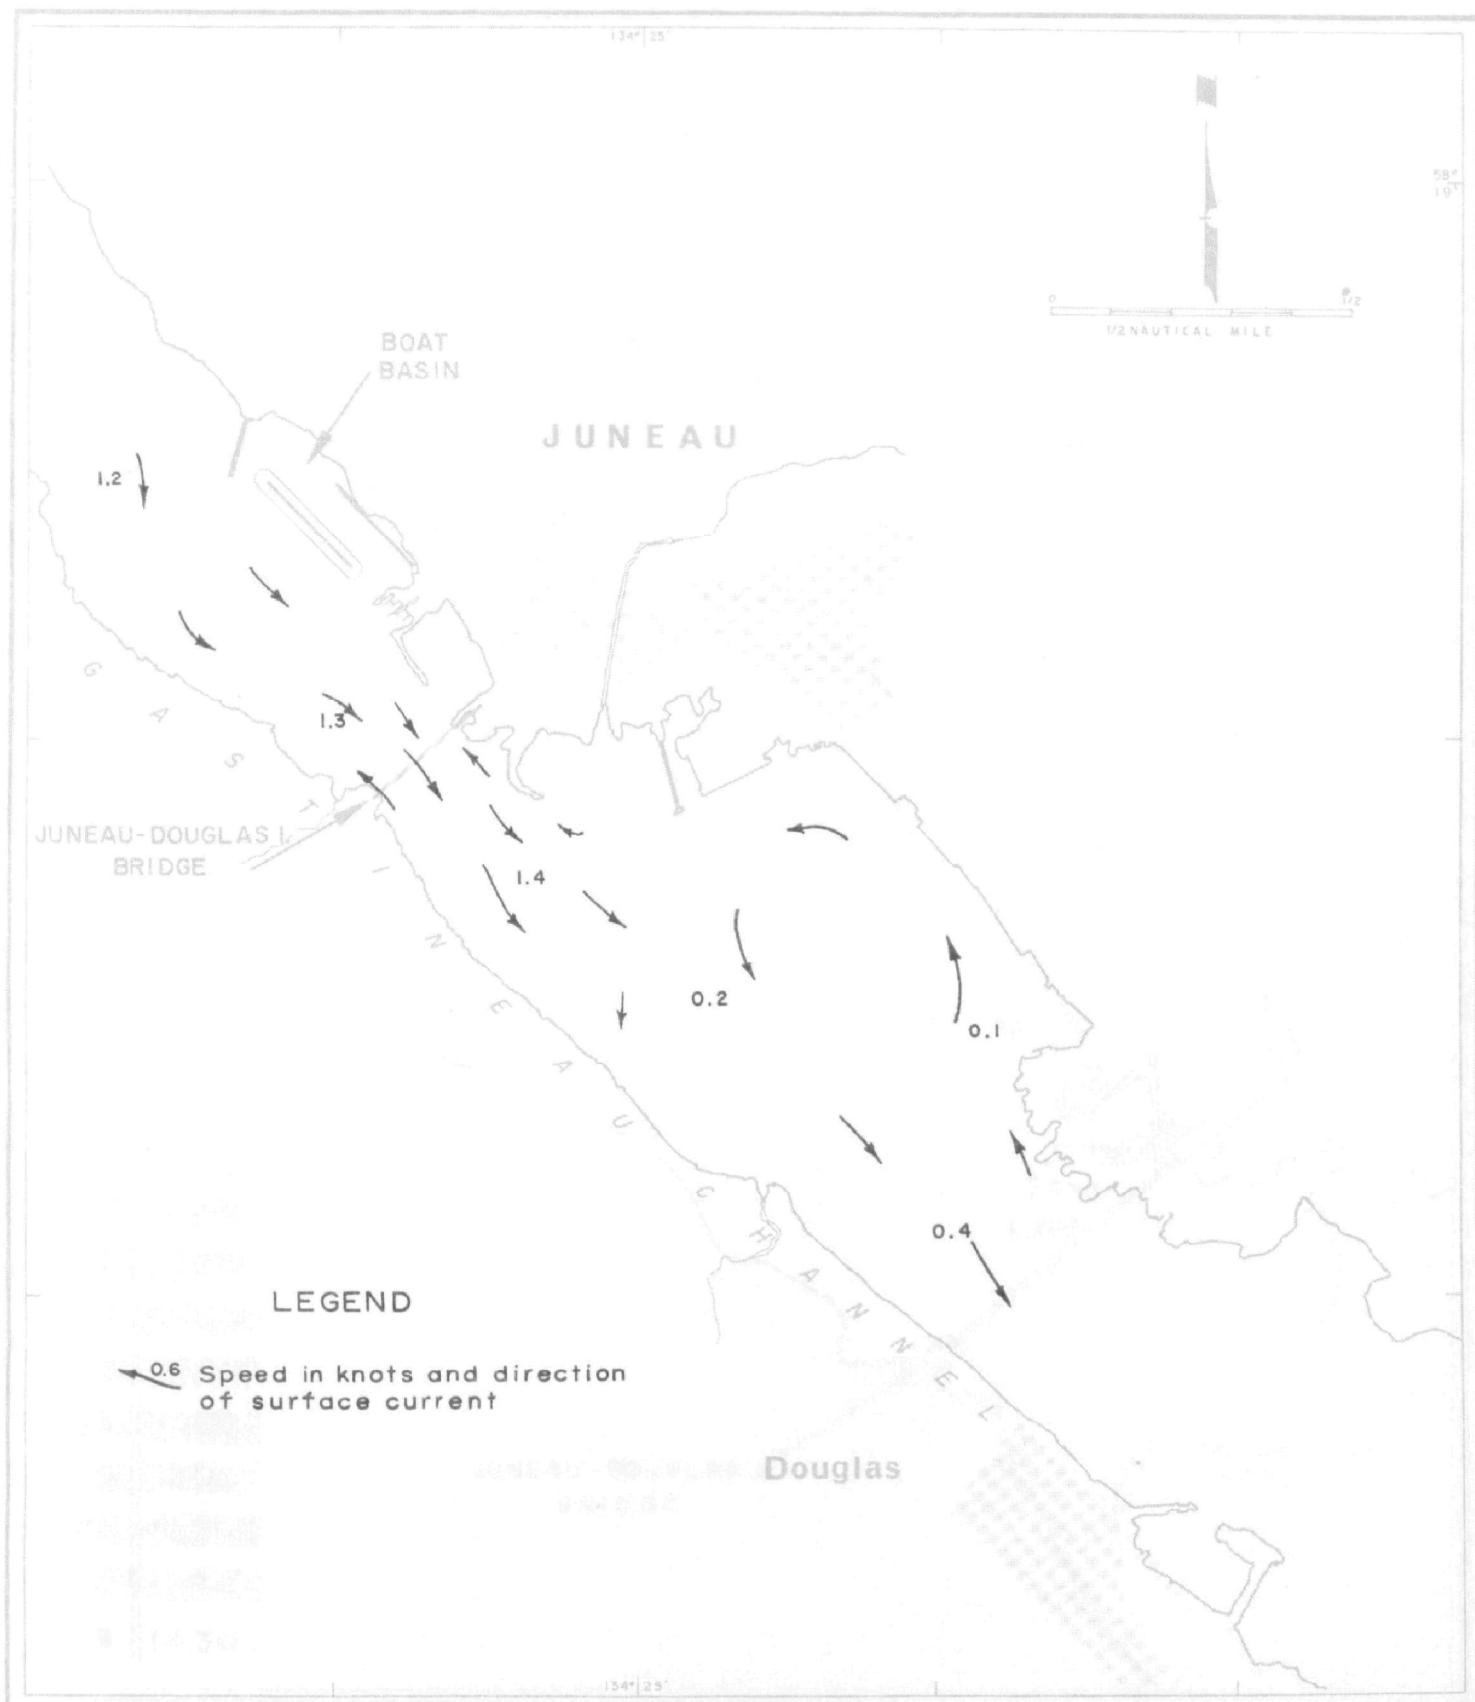 134° 25'
58°
19'
0
1/2
1/2 NAUTICAL MILE
BOAT
BASIN
JUNEAU
1.2
1.3
GASTINEAU CHANNEL
JUNEAU-DOUGLAS I.
BRIDGE
1.4
0.2
0.1
0.4
LEGEND
0.6 Speed in knots and direction
of surface current
Douglas
134° 25'